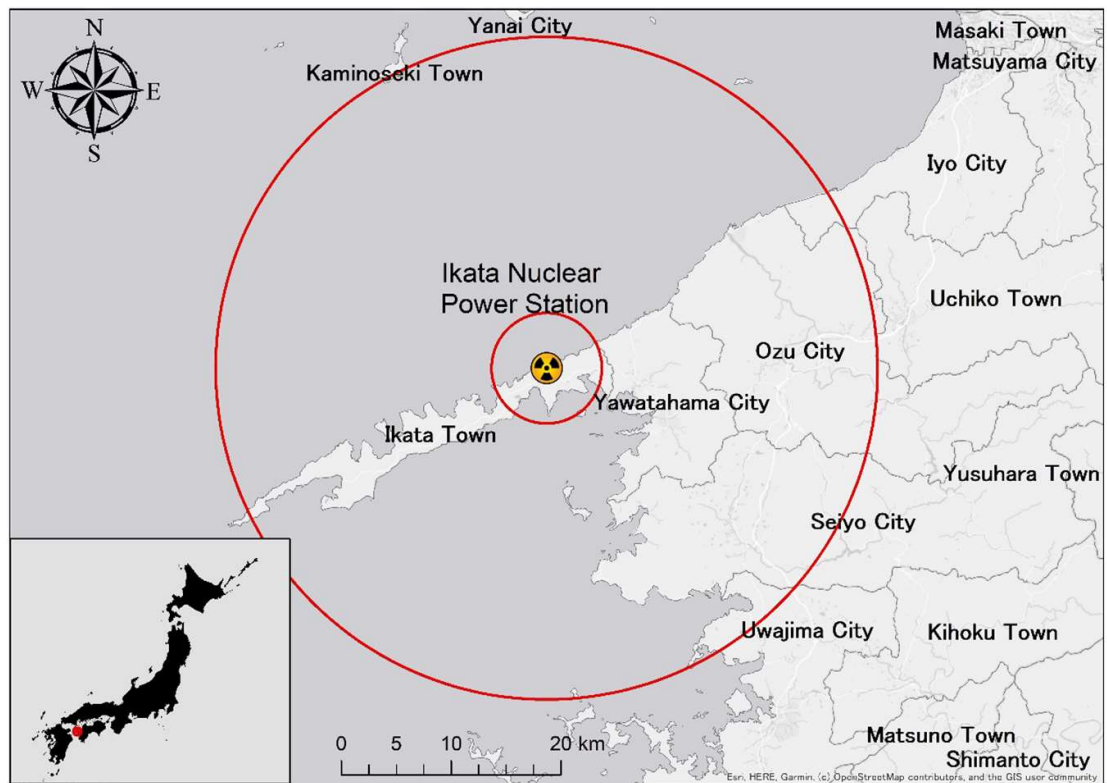 Yanai City
Masaki Town
N
Matsuyama City
Kaminoseki Town
W
E
S
Iyo City
Ikata Nuclear
Power Station
Uchiko Town
Ozu City
Yawatahama City
Ikata Town
Yusuhara Town
Seiyo City
Uwajima City
Kihoku Town
Matsuno Town
0 5 10 20 km
Shimanto City
Esri, HERE, Garmin, (c) OpenStreetMap contributors, and the GIS user community